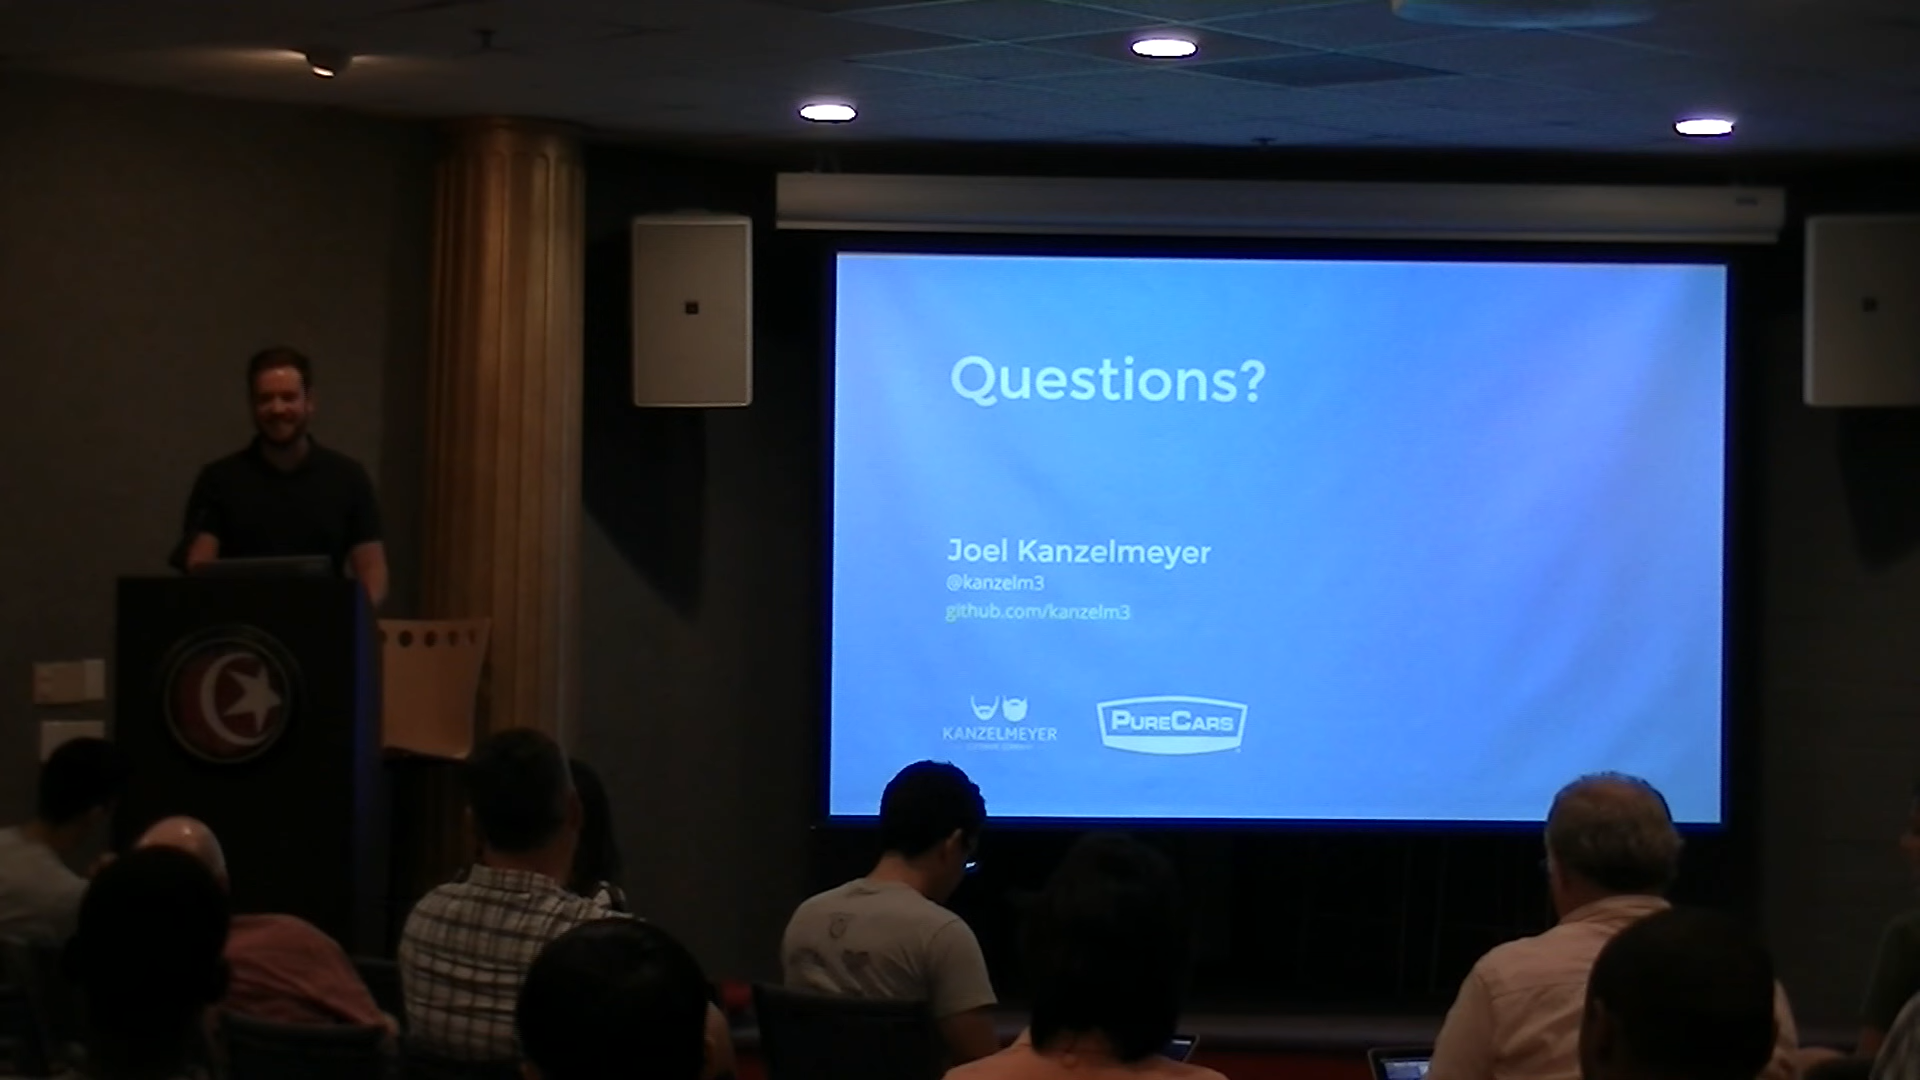 Questions?
Joel Kanzelmeyer
@kanzelm3
github.com/kanzelm3
KANZELMEYER
PURECARS